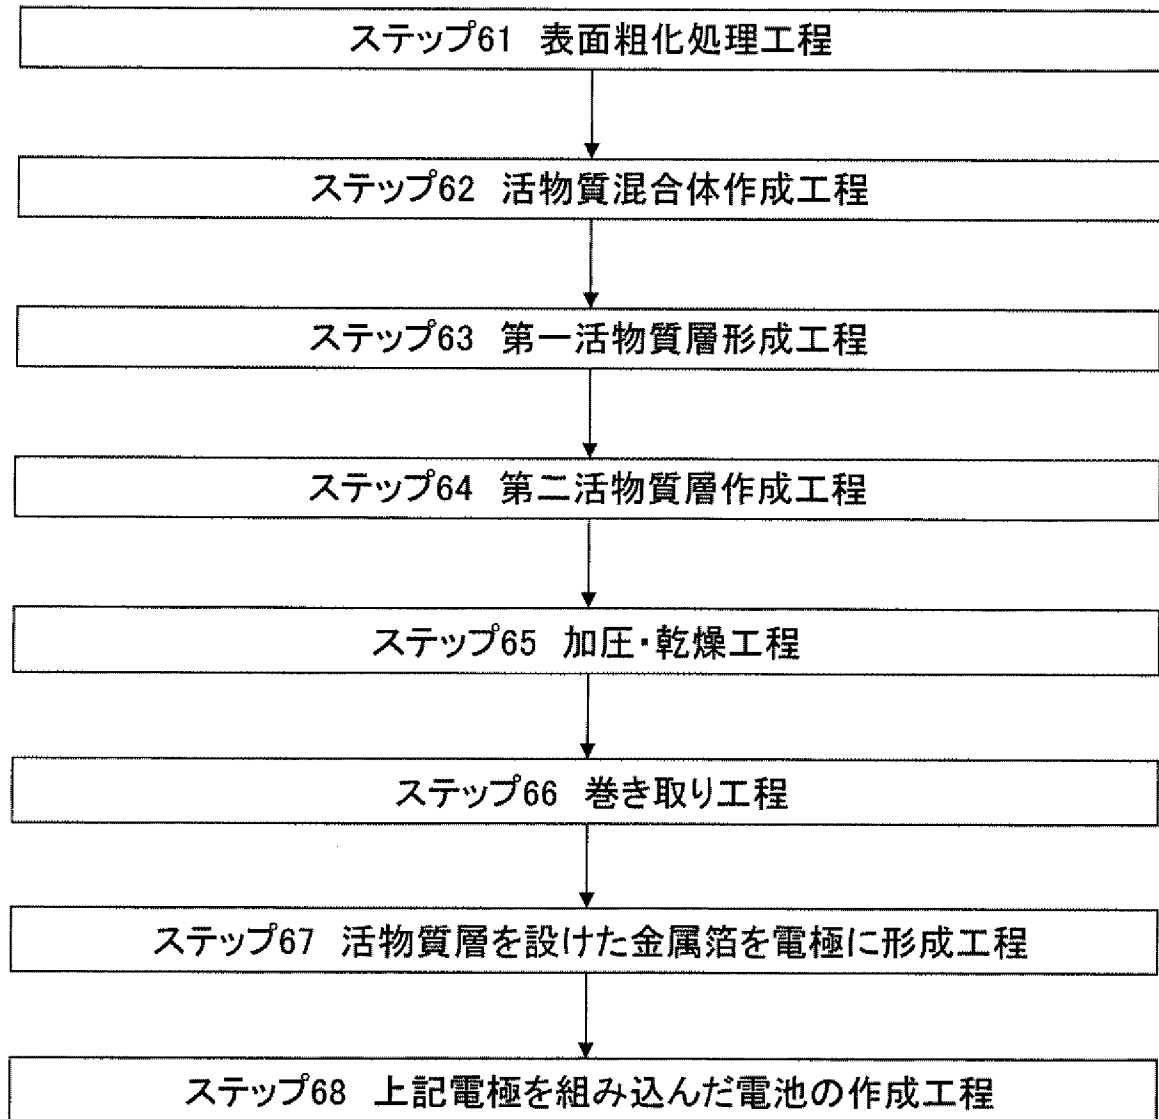 ステップ61 表面粗化処理工程
ステップ62 活物質混合体作成工程
ステップ63 第一活物質層形成工程
ステップ64 第二活物質層作成工程
ステップ65 加圧・乾燥工程
ステップ66 巻き取り工程
ステップ67 活物質層を設けた金属箔を電極に形成工程
ステップ68 上記電極を組み込んだ電池の作成工程